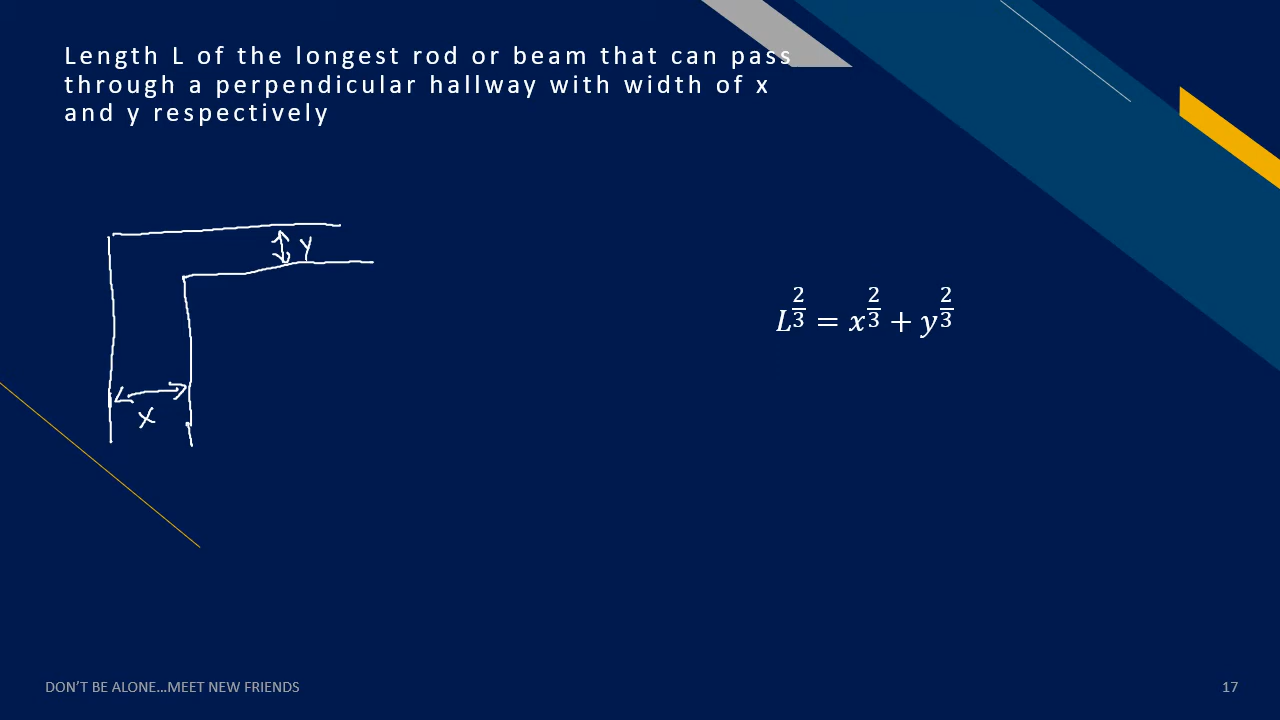 Length L of the longest rod or beam that can pass
through a perpendicular hallway with width of x
and y respectively
Y
L^{2/3} = x^{2/3} + y^{2/3}
X
DON'T BE ALONE…MEET NEW FRIENDS
17